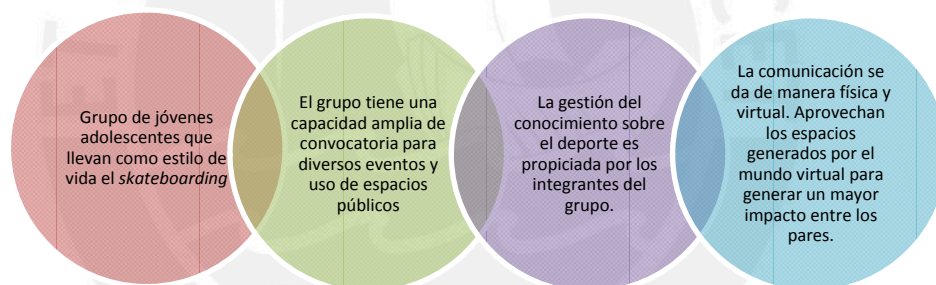 Grupo de jóvenes
adolescentes que
llevan como estilo de
vida el skateboarding
El grupo tiene una
capacidad amplia de
convocatoria para
diversos eventos y
uso de espacios
públicos
La gestión del
conocimiento sobre
el deporte es
propiciada por los
integrantes del
grupo.
La comunicación se
da de manera física y
virtual. Aprovechan
los espacios
generados por el
mundo virtual para
generar un mayor
impacto entre los
pares.